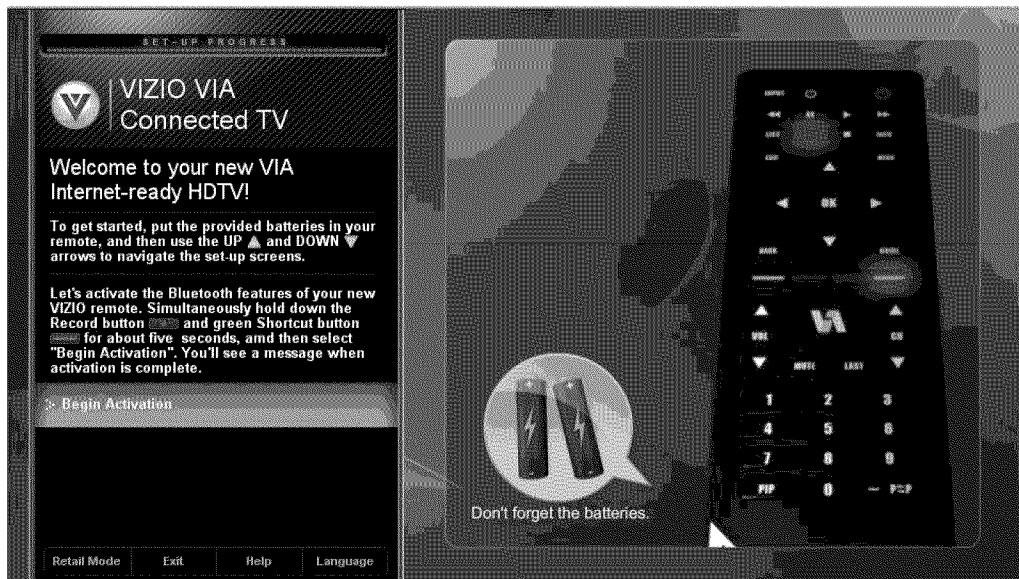 SET-UP PROGRESS
VIZIO VIA
Connected TV
Welcome to your new VIA
Internet-ready HDTV!
To get started, put the provided batteries in your
remote, and then use the UP ▲ and DOWN ▼
arrows to navigate the set-up screens.
Let's activate the Bluetooth features of your new
VIZIO remote. Simultaneously hold down the
Record button and green Shortcut button
for about five seconds, amd then select
"Begin Activation". You'll see a message when
activation is complete.
> Begin Activation
Retail Mode Exit Help Language
OK
VOL CH
MUTE LAST
1 2 3
4 5 6
7 8 9
PIP 0 – P=P
Don't forget the batteries.